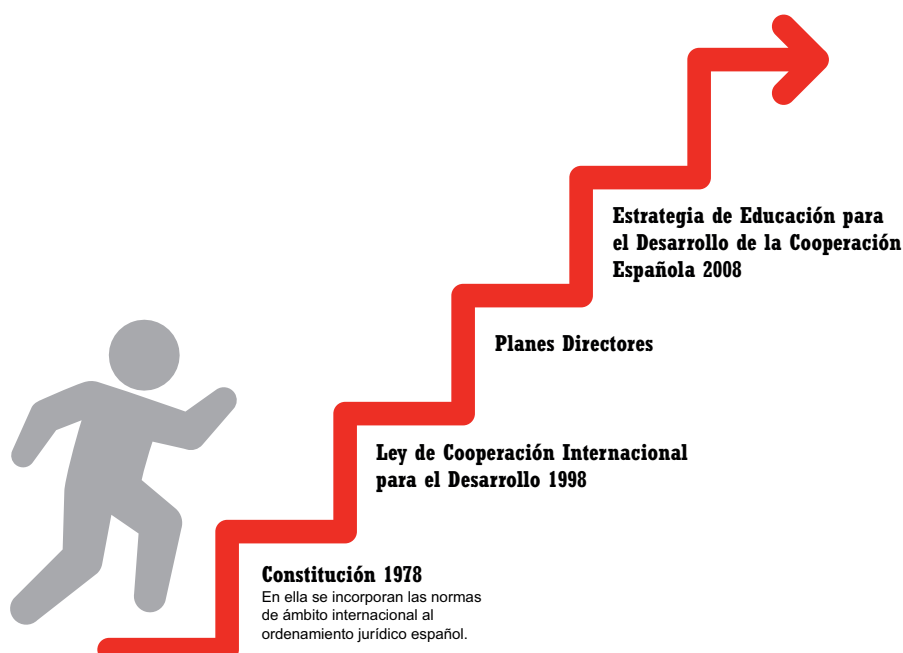 Estrategia de Educación para
el Desarrollo de la Cooperación
Española 2008
Planes Directores
Ley de Cooperación Internacional
para el Desarrollo 1998
Constitución 1978
En ella se incorporan las normas
de ámbito internacional al
ordenamiento jurídico español.